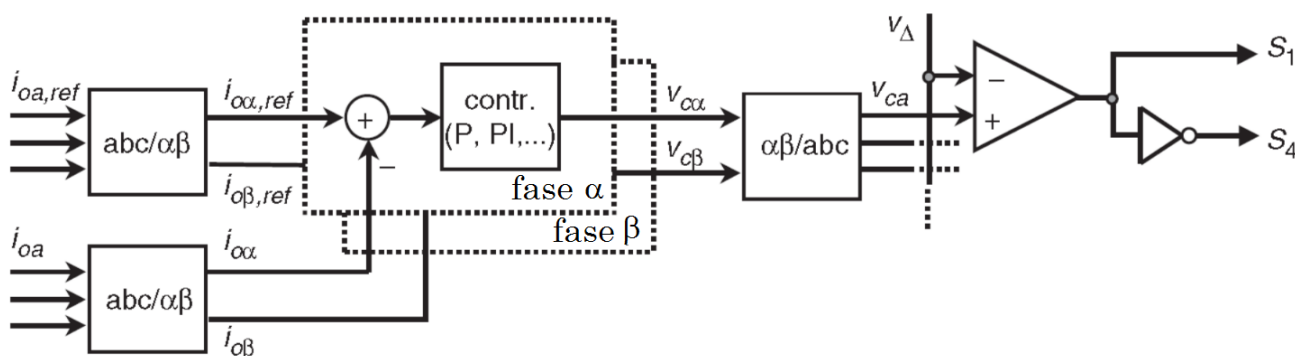 i_{oa,ref}
abc/αβ
i_{oα,ref}
i_{oβ,ref}
+
−
contr.
(P, PI,...)
fase α
fase β
v_{cα}
v_{cβ}
αβ/abc
v_{ca}
v_Δ
−
+
S_1
S_4
i_{oa}
abc/αβ
i_{oα}
i_{oβ}